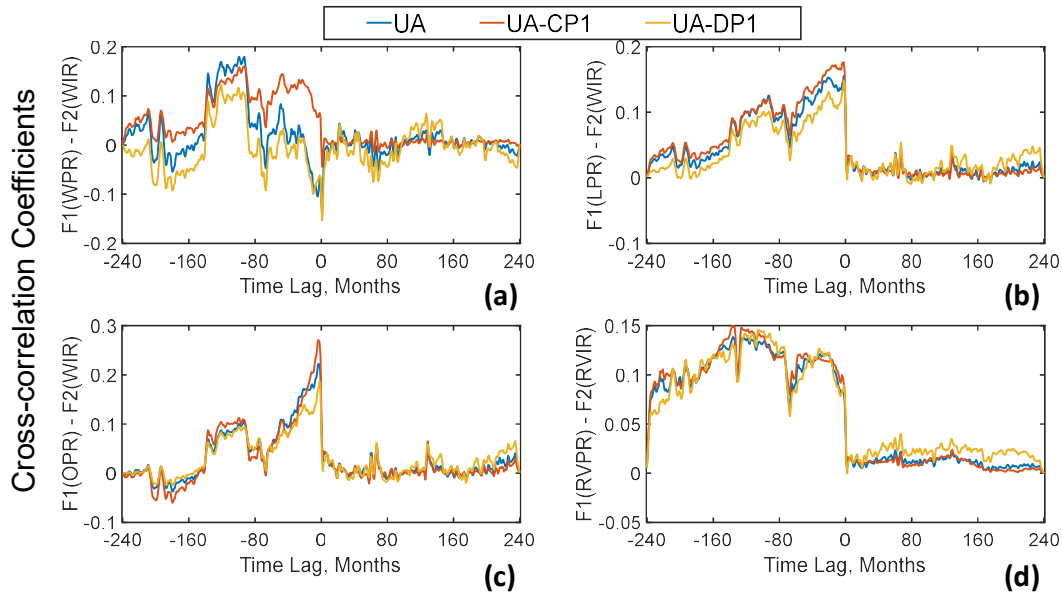 UA UA-CP1 UA-DP1
Cross-correlation Coefficients
F1(WPR) - F2(WIR)
0.2
0.1
0
-0.1
-0.2
-240 -160 -80 0 80 160 240
Time Lag, Months
(a)
F1(LPR) - F2(WIR)
0.2
0.1
0
-0.1
-240 -160 -80 0 80 160 240
Time Lag, Months
(b)
F1(OPR) - F2(WIR)
0.3
0.2
0.1
0
-0.1
-240 -160 -80 0 80 160 240
Time Lag, Months
(c)
F1(RVPR) - F2(RVIR)
0.15
0.1
0.05
0
-0.05
-240 -160 -80 0 80 160 240
Time Lag, Months
(d)